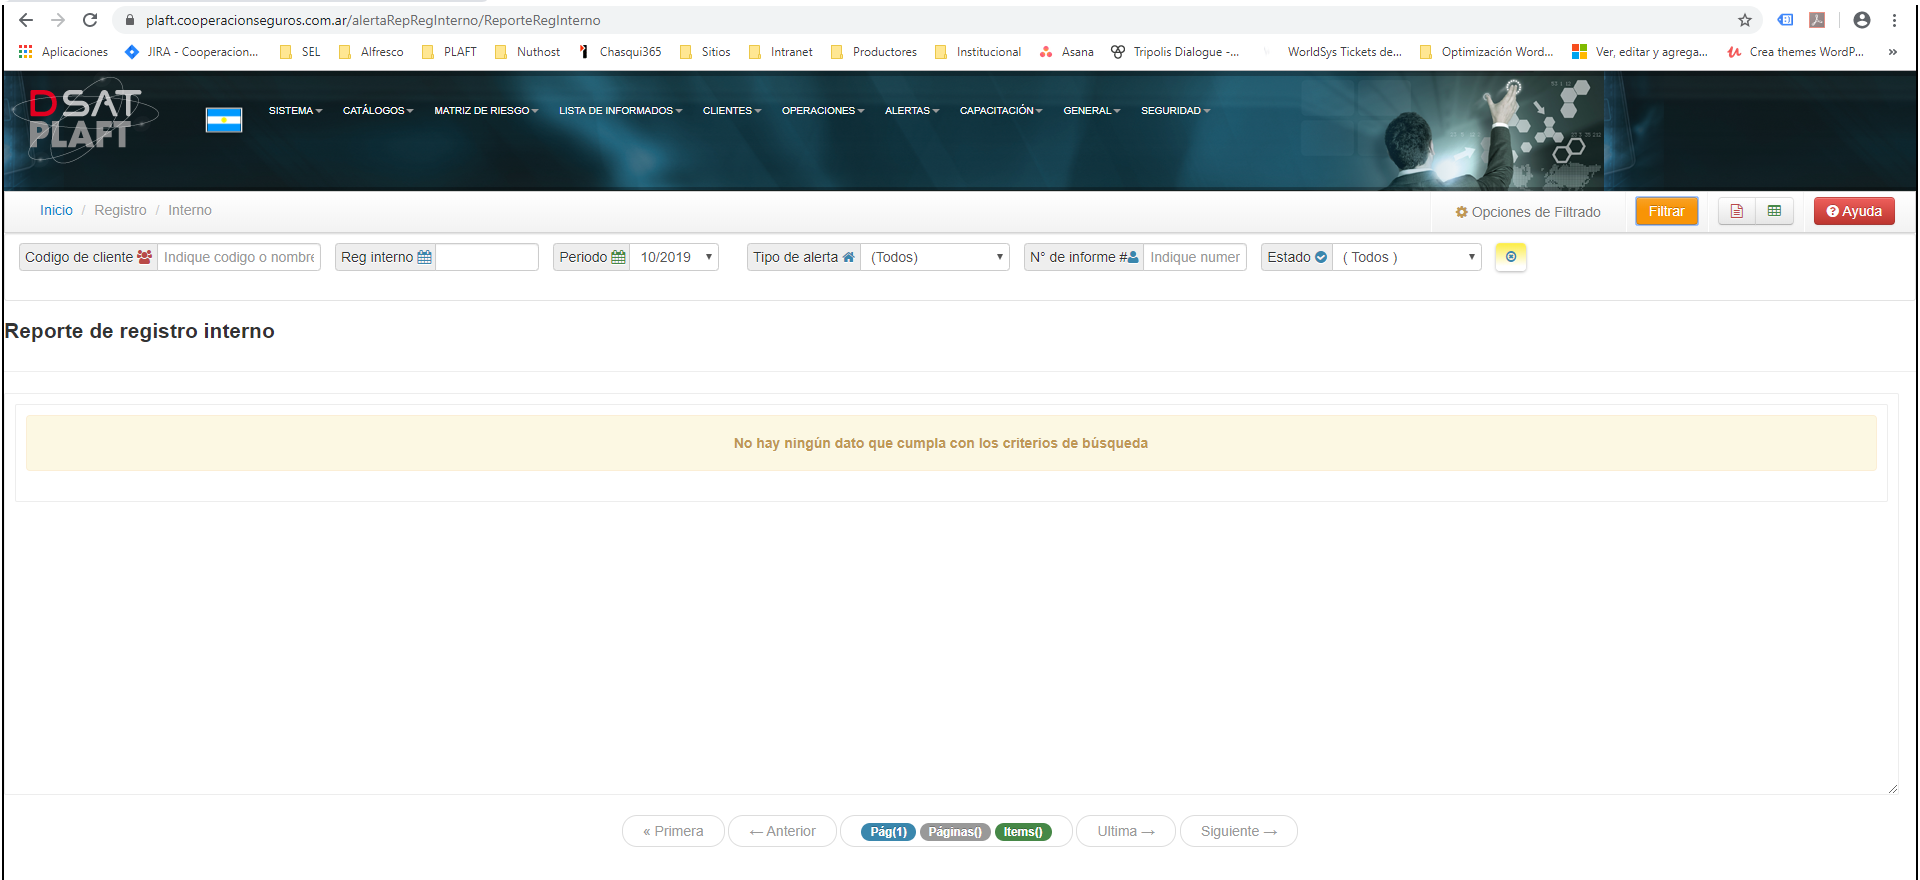 plaft.cooperacionseguros.com.ar/alertaRepRegInterno/ReporteRegInterno
Aplicaciones JIRA - Cooperacion... SEL Alfresco PLAFT Nuthost Chasqui365 Sitios Intranet Productores Institucional Asana Tripolis Dialogue -... WorldSys Tickets de... Optimización Word... Ver, editar y agrega... Crea themes WordP... »
DSAT
PLAFT
SISTEMA CATÁLOGOS MATRIZ DE RIESGO LISTA DE INFORMADOS CLIENTES OPERACIONES ALERTAS CAPACITACIÓN GENERAL SEGURIDAD
Inicio / Registro / Interno Opciones de Filtrado Filtrar Ayuda
Codigo de cliente Indique codigo o nombre Reg interno Periodo 10/2019 Tipo de alerta (Todos) N° de informe # Indique numer Estado ( Todos )
Reporte de registro interno
No hay ningún dato que cumpla con los criterios de búsqueda
« Primera ← Anterior Pág(1) Páginas() Items() Ultima → Siguiente →